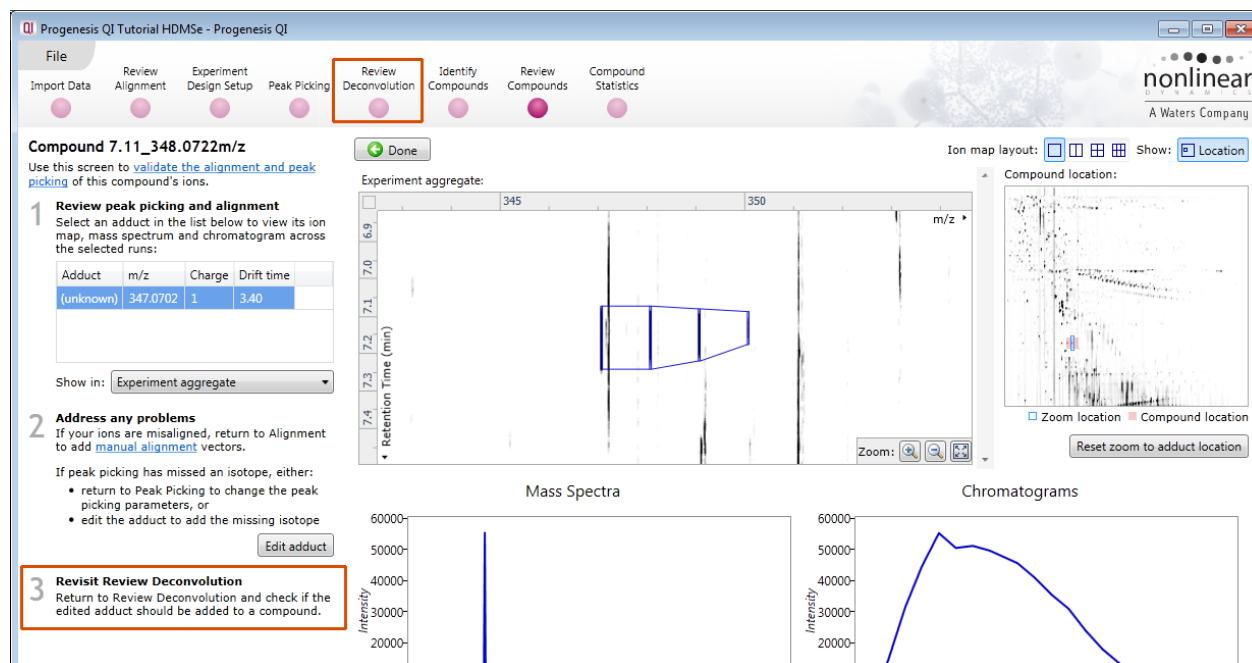 QI Progenesis QI Tutorial HDMSe - Progenesis QI
File
Import Data
Review Alignment
Experiment Design Setup
Peak Picking
Review Deconvolution
Identify Compounds
Review Compounds
Compound Statistics
nonlinear
DYNAMICS
A Waters Company
Compound 7.11_348.0722m/z
Use this screen to validate the alignment and peak
picking of this compound's ions.
1 Review peak picking and alignment
Select an adduct in the list below to view its ion
map, mass spectrum and chromatogram across
the selected runs:
Adduct m/z Charge Drift time
(unknown) 347.0702 1 3.40
Show in: Experiment aggregate
2 Address any problems
If your ions are misaligned, return to Alignment
to add manual alignment vectors.
If peak picking has missed an isotope, either:
• return to Peak Picking to change the peak
picking parameters, or
• edit the adduct to add the missing isotope
Edit adduct
3 Revisit Review Deconvolution
Return to Review Deconvolution and check if the
edited adduct should be added to a compound.
Done
Ion map layout: Show: Location
Experiment aggregate:
345 350
m/z
6.9
7.0
7.1
7.2
7.3
7.4
Retention Time (min)
Zoom:
Compound location:
Zoom location Compound location
Reset zoom to adduct location
Mass Spectra
60000
50000
40000
30000
20000
Intensity
Chromatograms
60000
50000
40000
30000
20000
Intensity